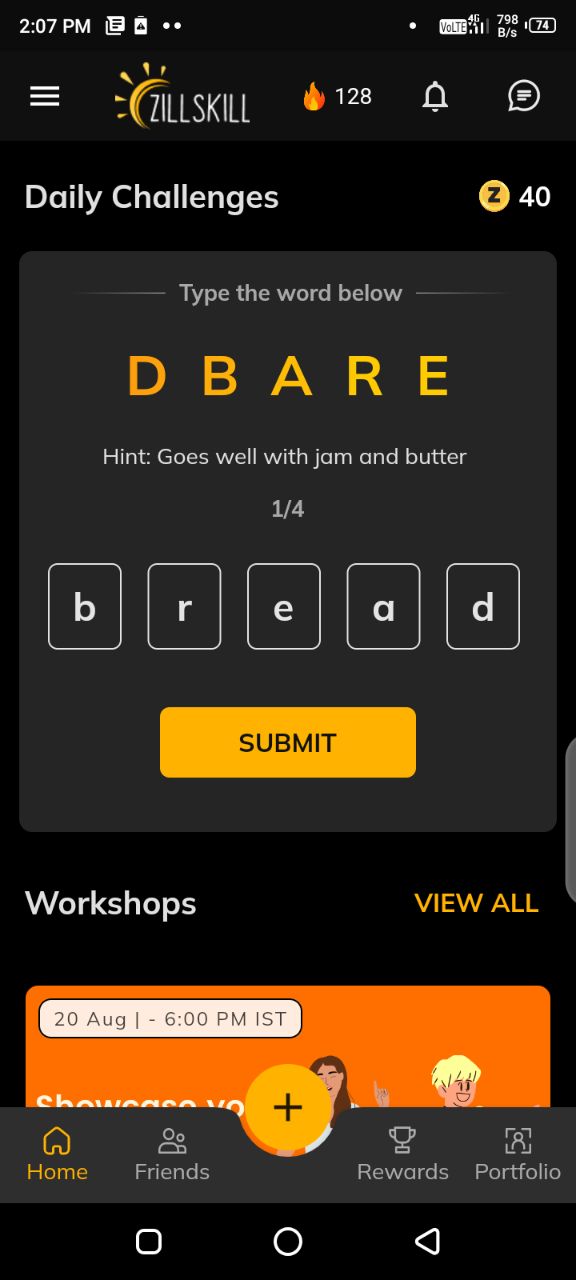 2:07 PM VoLTE 4G 798 B/s 74
ZILLSKILL 128
Daily Challenges Z 40
Type the word below
D B A R E
Hint: Goes well with jam and butter
1/4
b r e a d
SUBMIT
Workshops VIEW ALL
20 Aug | - 6:00 PM IST
Showcase yo
Home Friends Rewards Portfolio